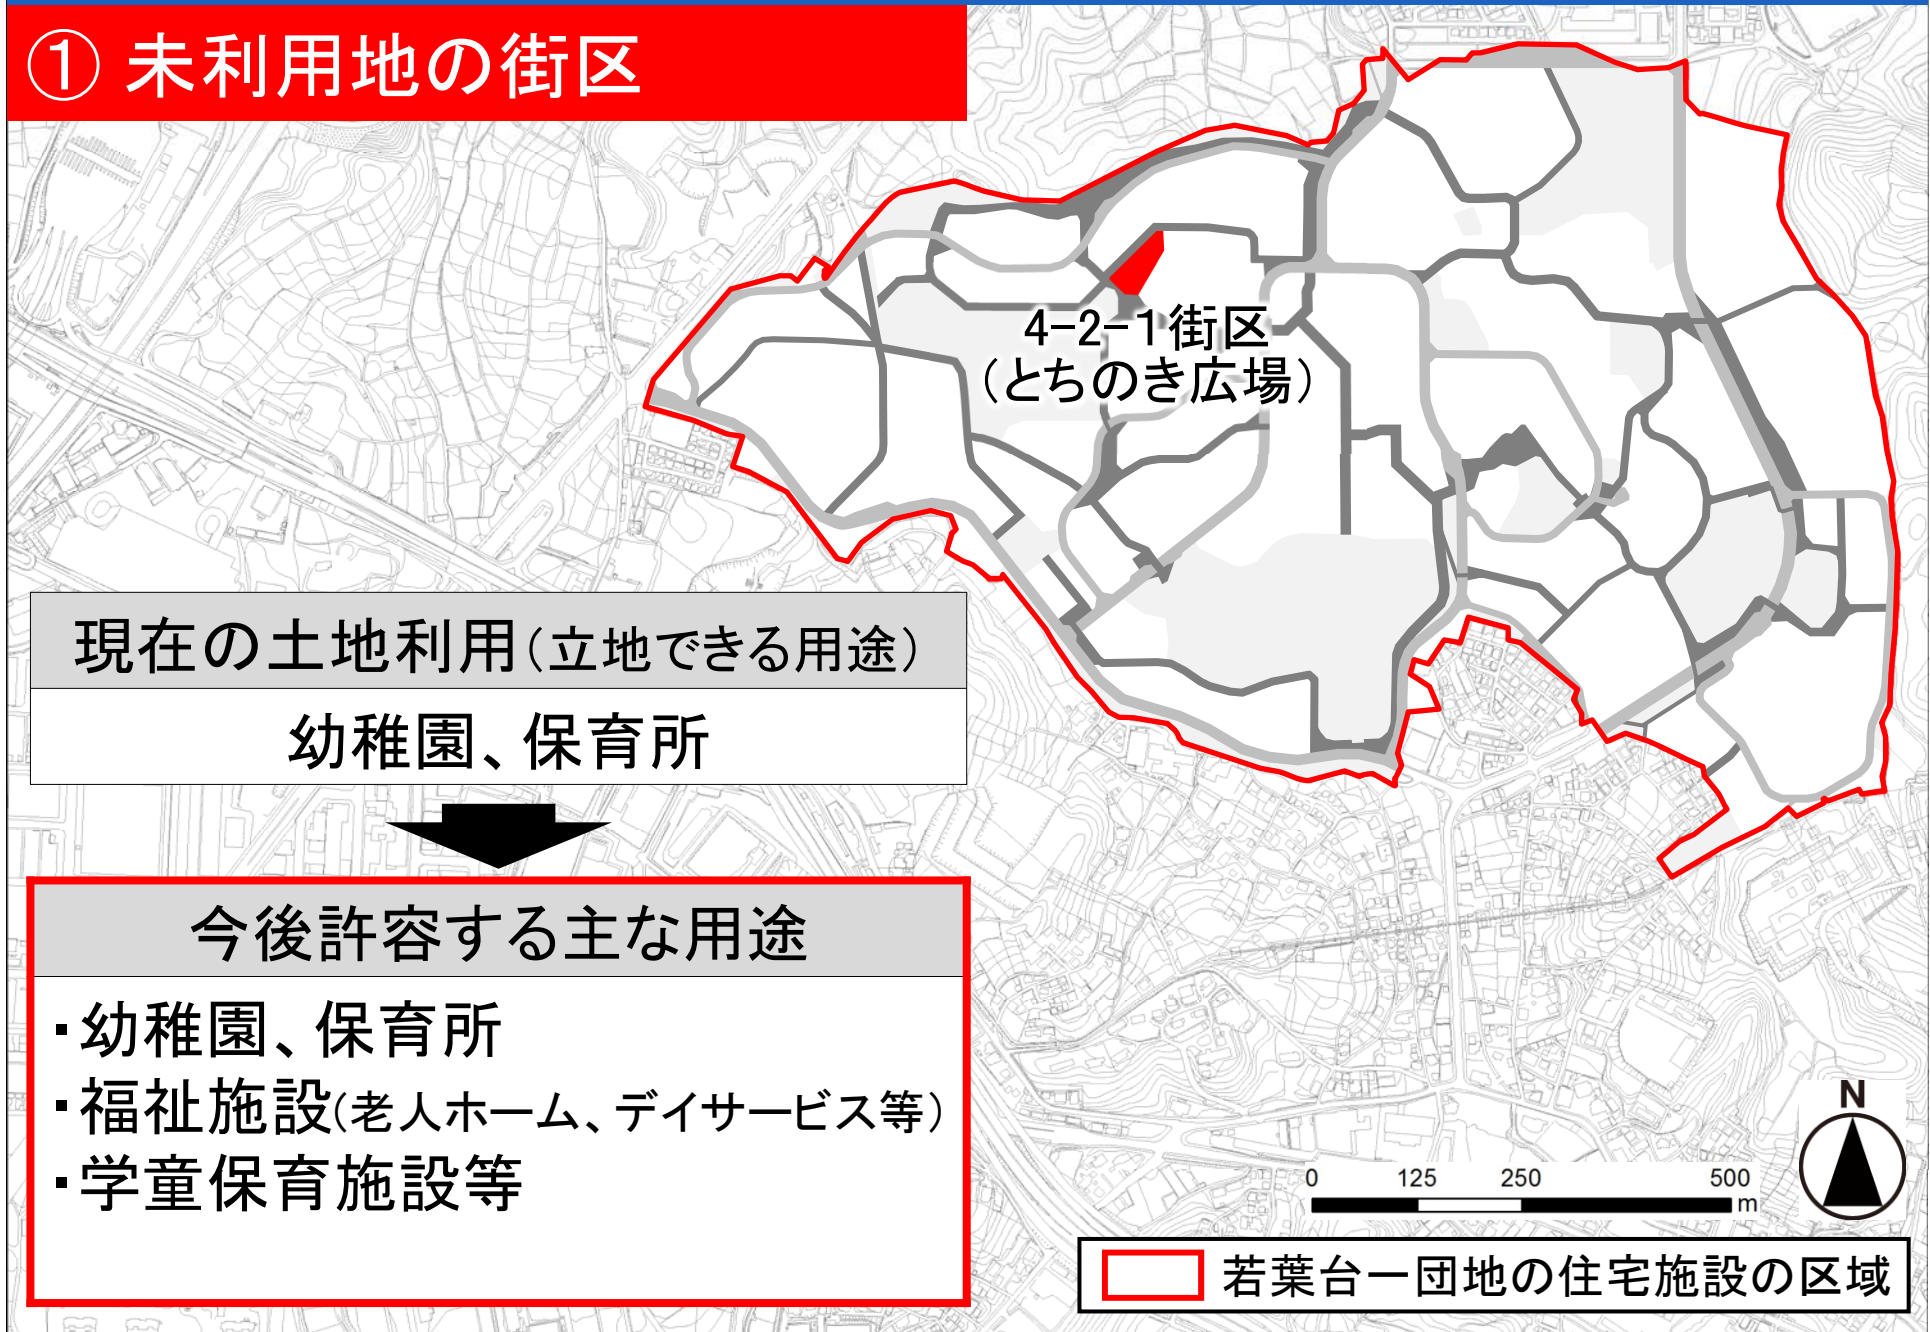 ① 未利用地の街区
4-2-1街区
（とちのき広場）
現在の土地利用（立地できる用途）
幼稚園、保育所
今後許容する主な用途
・幼稚園、保育所
・福祉施設（老人ホーム、デイサービス等）
・学童保育施設等
N
0 125 250 500
m
若葉台一団地の住宅施設の区域